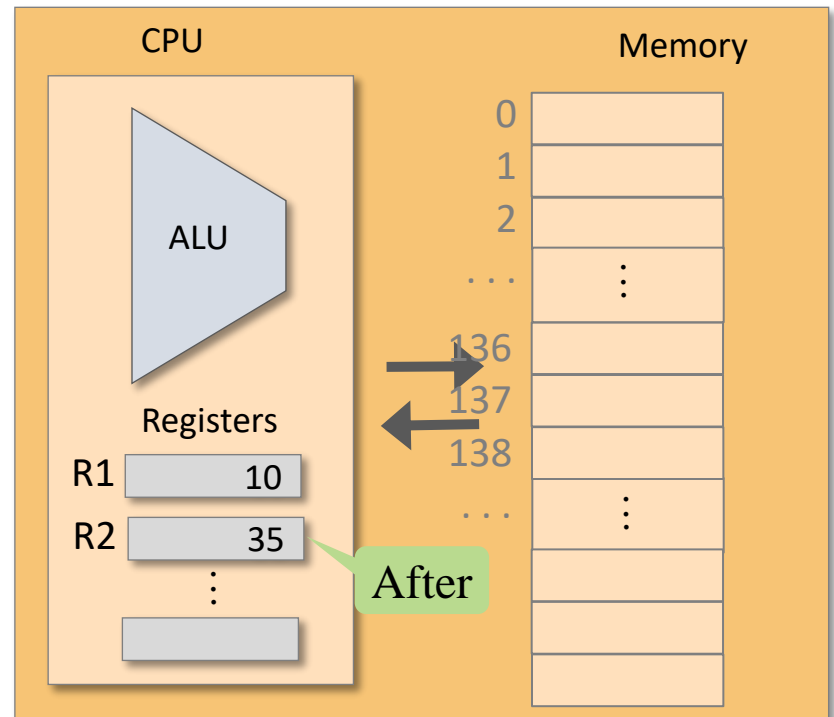 CPU
Memory
ALU
0
1
2
. . .
⋮
136
137
138
. . .
⋮
Registers
R1 10
R2 35
⋮
After